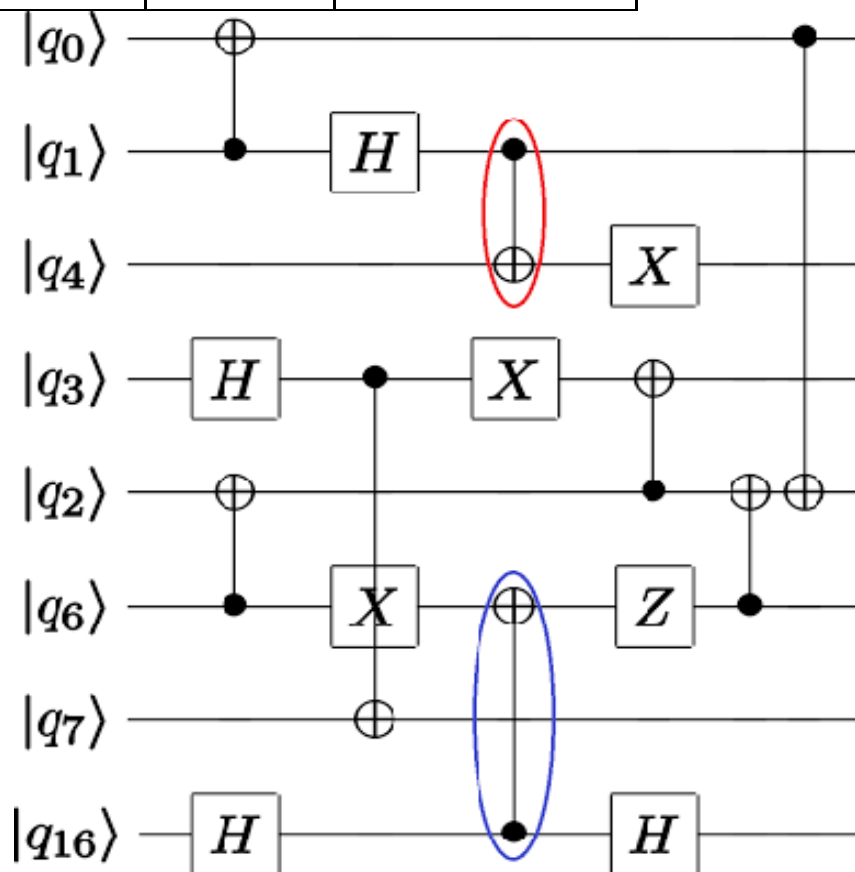 |q₀⟩
|q₁⟩ H
|q₄⟩ X
|q₃⟩ H X
|q₂⟩
|q₆⟩ X Z
|q₇⟩
|q₁₆⟩ H H